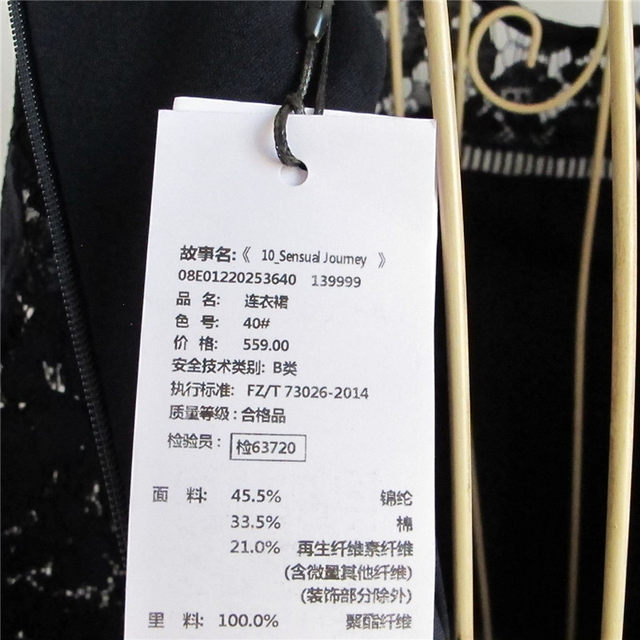 故事名:《 10_Sensual Journey 》
08E01220253640 139999
品 名: 连衣裙
色 号: 40#
价 格: 559.00
安全技术类别: B类
执行标准: FZ/T 73026-2014
质量等级: 合格品
检验员: 检63720
面 料: 45.5% 锦纶
33.5% 棉
21.0% 再生纤维素纤维
(含微量其他纤维)
(装饰部分除外)
里 料: 100.0% 聚酯纤维